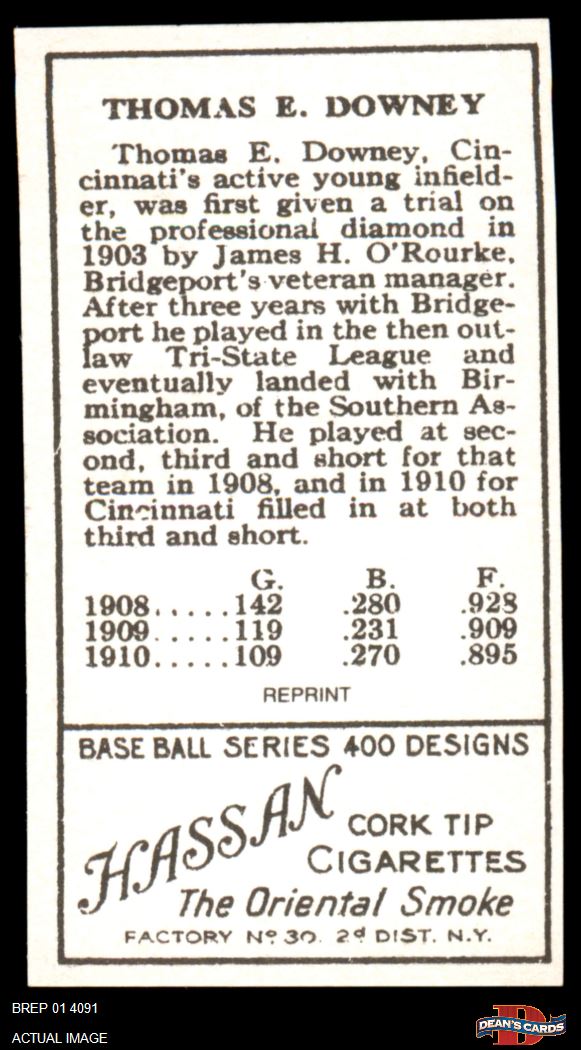 THOMAS E. DOWNEY
Thomas E. Downey, Cin-
cinnati's active young infield-
er, was first given a trial on
the professional diamond in
1903 by James H. O'Rourke,
Bridgeport's veteran manager.
After three years with Bridge-
port he played in the then out-
law Tri-State League and
eventually landed with Bir-
mingham, of the Southern As-
sociation. He played at sec-
ond, third and short for that
team in 1908, and in 1910 for
Cincinnati filled in at both
third and short.
G. B. F.
1908.....142 .280 .928
1909.....119 .231 .909
1910.....109 .270 .895
REPRINT
BASE BALL SERIES 400 DESIGNS
HASSAN
CORK TIP
CIGARETTES
The Oriental Smoke
FACTORY No 30. 2d DIST. N.Y.
BREP 01 4091
ACTUAL IMAGE
DEAN'S CARDS